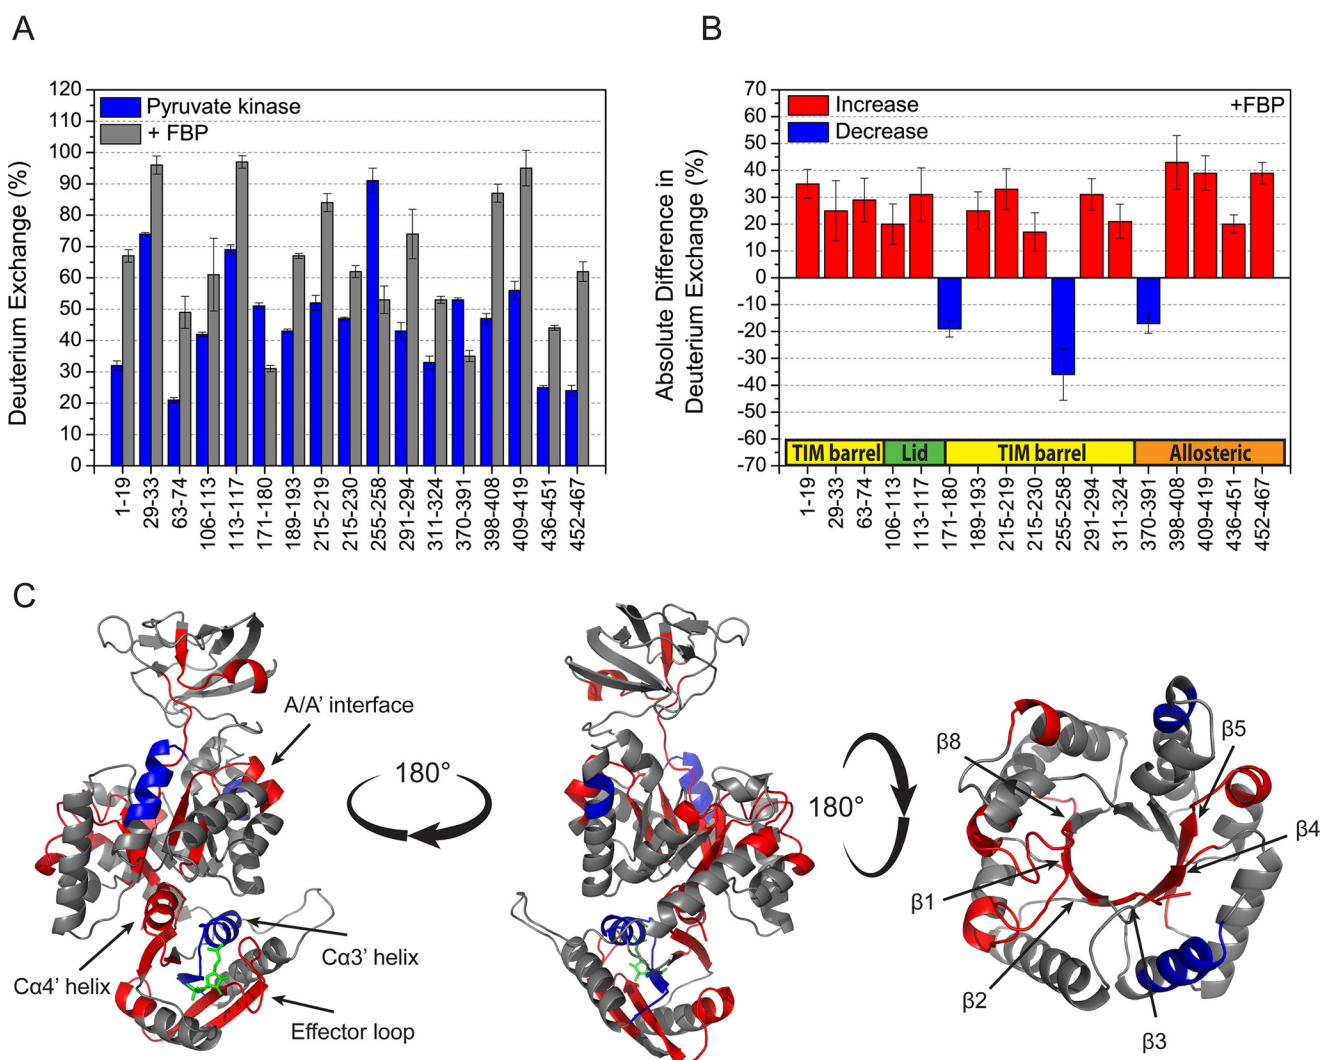 A
Deuterium Exchange (%)
120
110
100
90
80
70
60
50
40
30
20
10
0
Pyruvate kinase
+ FBP
1-19
29-33
63-74
106-113
113-117
171-180
189-193
215-219
215-230
255-258
291-294
311-324
370-391
398-408
409-419
436-451
452-467
B
Absolute Difference in
Deuterium Exchange (%)
70
60
50
40
30
20
10
0
-10
-20
-30
-40
-50
-60
-70
Increase
Decrease
+FBP
TIM barrel
Lid
TIM barrel
Allosteric
1-19
29-33
63-74
106-113
113-117
171-180
189-193
215-219
215-230
255-258
291-294
311-324
370-391
398-408
409-419
436-451
452-467
C
A/A' interface
180°
Cα4' helix
Cα3' helix
Effector loop
180°
β8
β5
β4
β1
β2
β3